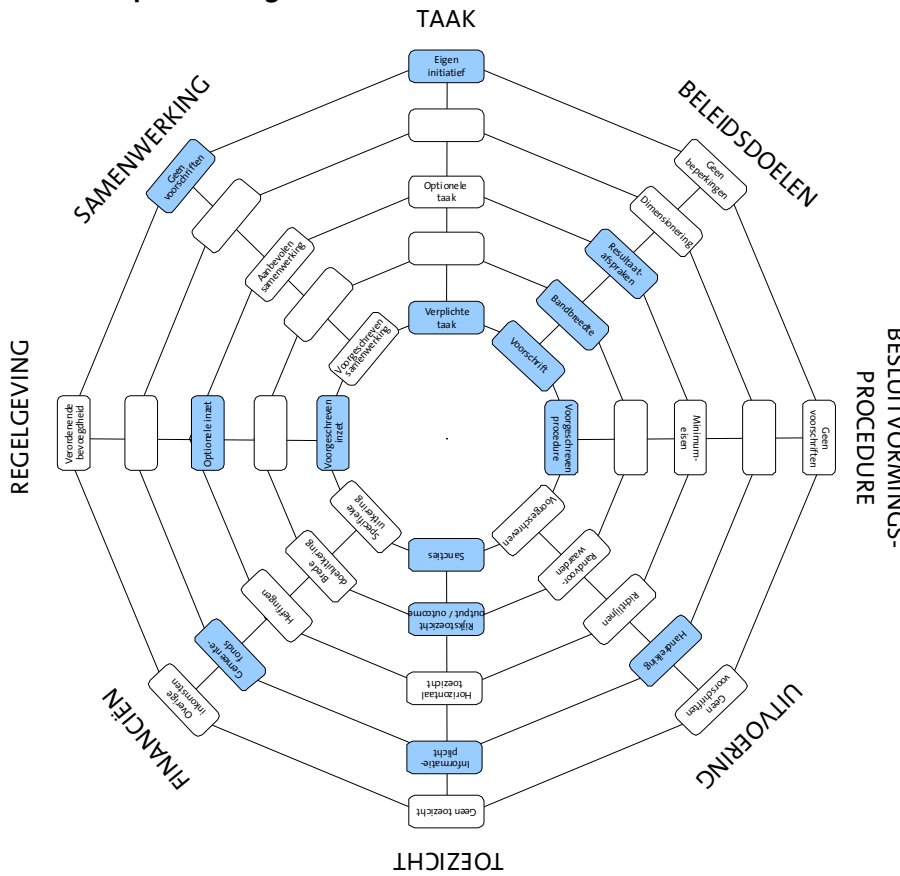 TAAK
Eigen
initiatief
Optionele
taak
Verplichte
taak
BELEIDSDOELEN
Geen
beperkingen
Dimensionering
Resultaat-
afspraken
Bandbreedte
Voorschrift
BESLUITVORMINGS-
PROCEDURE
Geen
voorschriften
Minimum-
eisen
Voorgeschreven
procedure
UITVOERING
Geen
voorschriften
Handreiking
Richtlijnen
Randvoor-
waarden
Voorgeschreven
TOEZICHT
Geen toezicht
Informatie-
plicht
Horizontaal
toezicht
Rijkstoezicht
output / outcome
Sancties
FINANCIËN
Overige
inkomsten
Gemeente-
fonds
Heffingen
Brede
doeluitkering
Specifieke
uitkering
REGELGEVING
Verordenende
bevoegdheid
Optionele inzet
Voorgeschreven
inzet
SAMENWERKING
Geen
voorschriften
Aanbevolen
samenwerking
Voorgeschreven
samenwerking